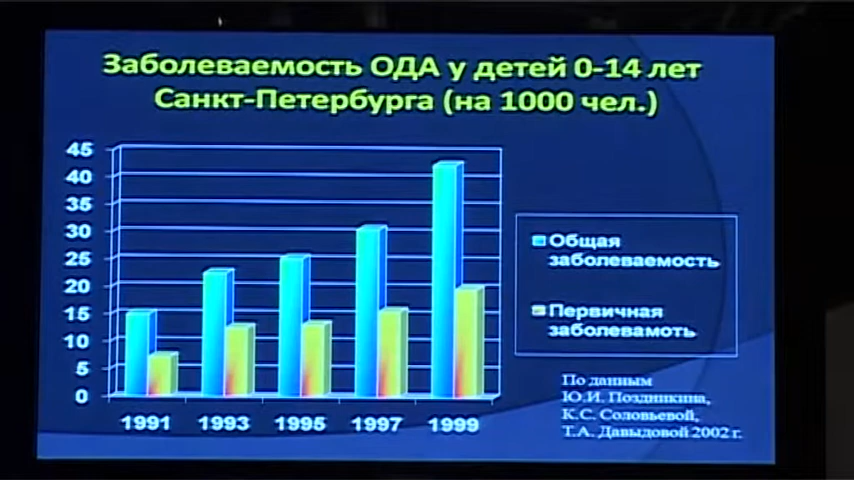 Заболеваемость ОДА у детей 0-14 лет
Санкт-Петербурга (на 1000 чел.)
45
40
35
30
25
20
15
10
5
0
1991 1993 1995 1997 1999
Общая
заболеваемость
Первичная
заболевамоть
По данным
Ю.И. Поздникина,
К.С. Соловьевой,
Т.А. Давыдовой 2002 г.